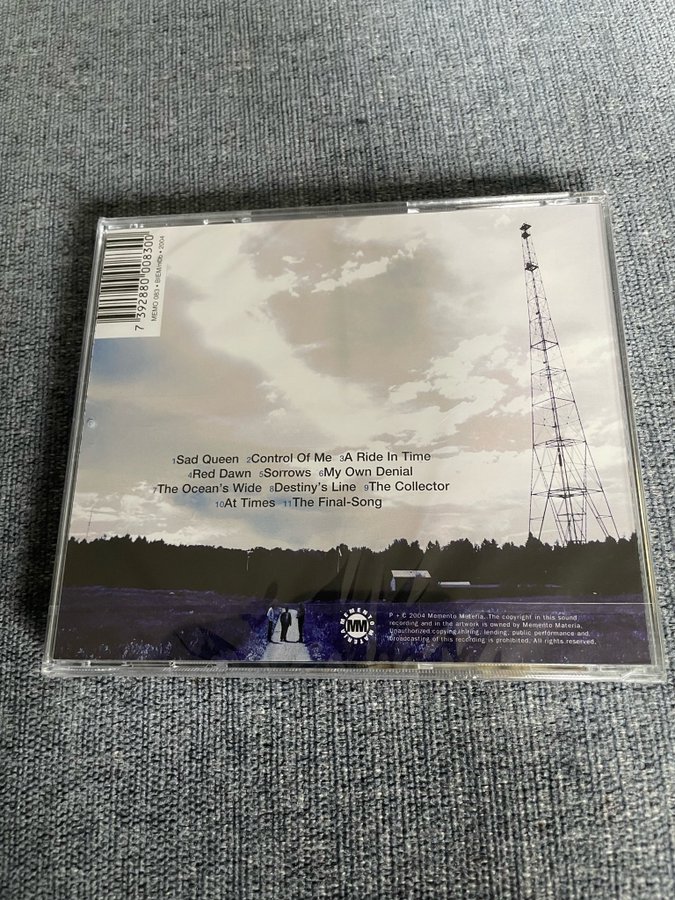 7 392880 008300
MEMO 083 • BIEM/n©b • 2004
1Sad Queen 2Control Of Me 3A Ride In Time
4Red Dawn 5Sorrows 6My Own Denial
7The Ocean's Wide 8Destiny's Line 9The Collector
10At Times 11The Final-Song
MEMENTO
MM
MATERIA
P + C 2004 Momento Materia. The copyright in this sound
recording and in the artwork is owned by Memento
Materia.
Unauthorized copying, hiring, lending, public performance and
broadcasting of this recording is prohibited. All rights reserved.